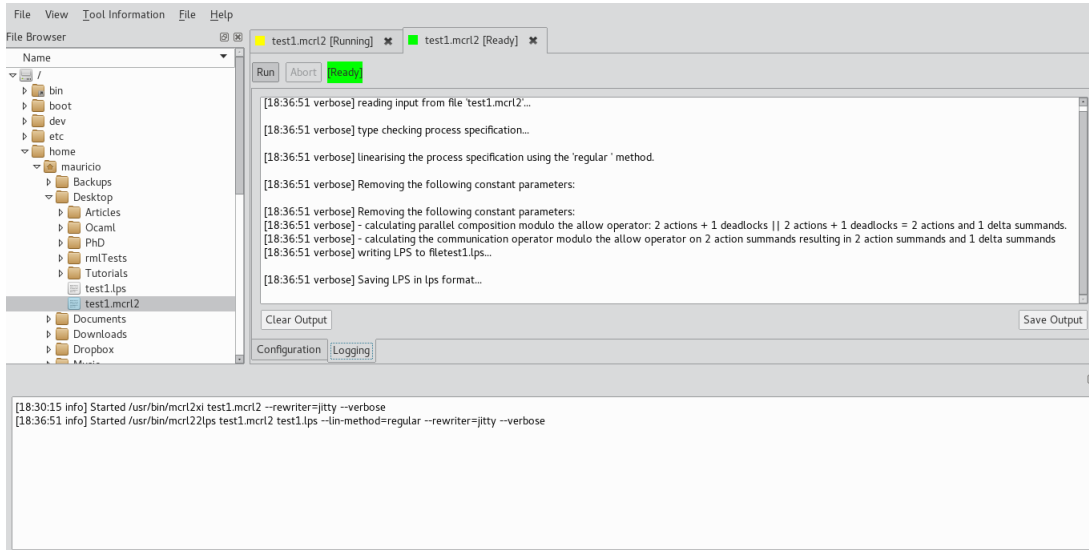 File View Tool Information File Help
File Browser
Name
/
bin
boot
dev
etc
home
mauricio
Backups
Desktop
Articles
Ocaml
PhD
rmlTests
Tutorials
test1.lps
test1.mcrl2
Documents
Downloads
Dropbox
Music
test1.mcrl2 [Running]
test1.mcrl2 [Ready]
Run Abort [Ready]
[18:36:51 verbose] reading input from file 'test1.mcrl2'...
[18:36:51 verbose] type checking process specification...
[18:36:51 verbose] linearising the process specification using the 'regular ' method.
[18:36:51 verbose] Removing the following constant parameters:
[18:36:51 verbose] Removing the following constant parameters:
[18:36:51 verbose] - calculating parallel composition modulo the allow operator: 2 actions + 1 deadlocks || 2 actions + 1 deadlocks = 2 actions and 1 delta summands.
[18:36:51 verbose] - calculating the communication operator modulo the allow operator on 2 action summands resulting in 2 action summands and 1 delta summands
[18:36:51 verbose] writing LPS to filetest1.lps...
[18:36:51 verbose] Saving LPS in lps format...
Clear Output Save Output
Configuration Logging
[18:30:15 info] Started /usr/bin/mcrl2xi test1.mcrl2 --rewriter=jitty --verbose
[18:36:51 info] Started /usr/bin/mcrl22lps test1.mcrl2 test1.lps --lin-method=regular --rewriter=jitty --verbose